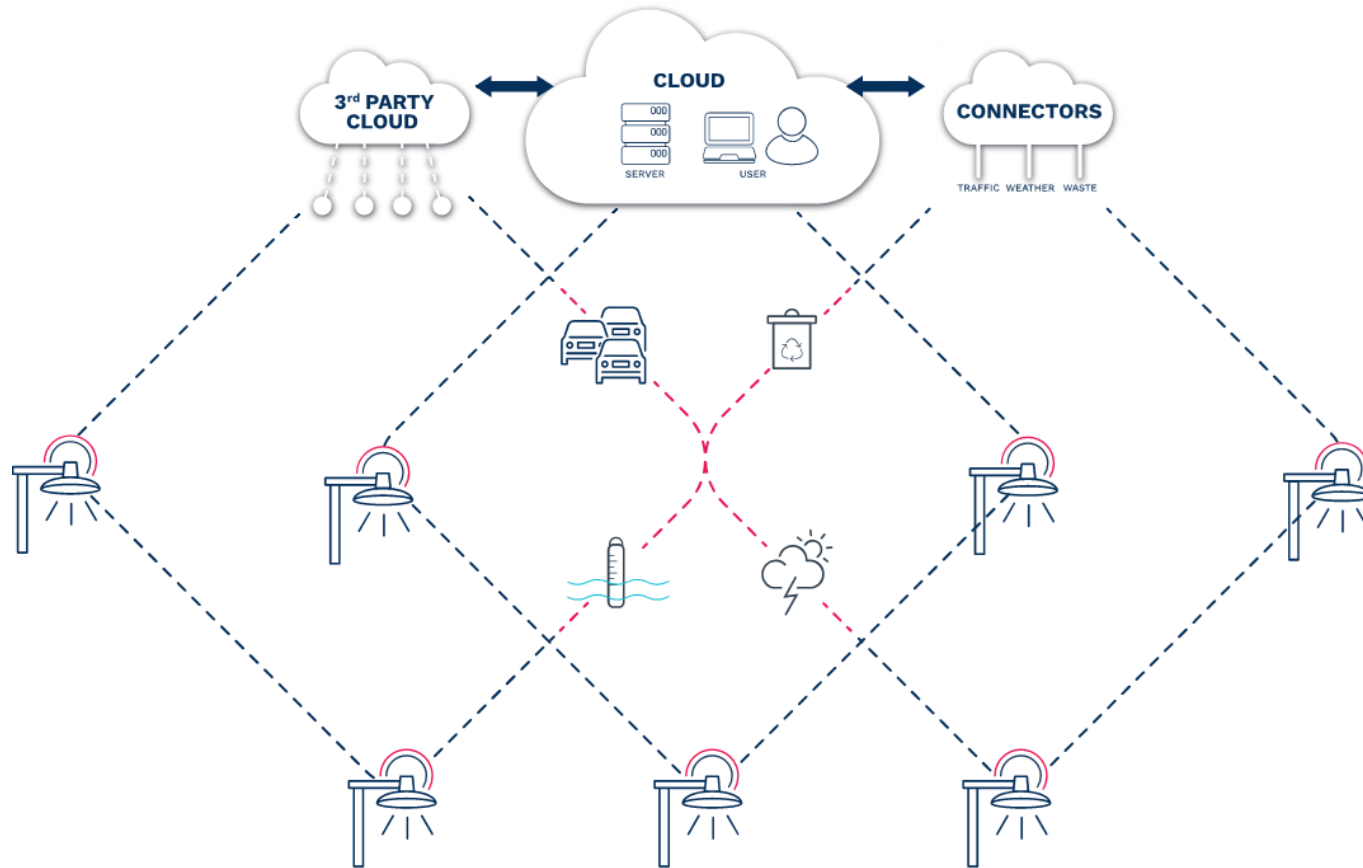 3rd PARTY
CLOUD
CLOUD
000
000
000
SERVER
USER
CONNECTORS
TRAFFIC WEATHER WASTE